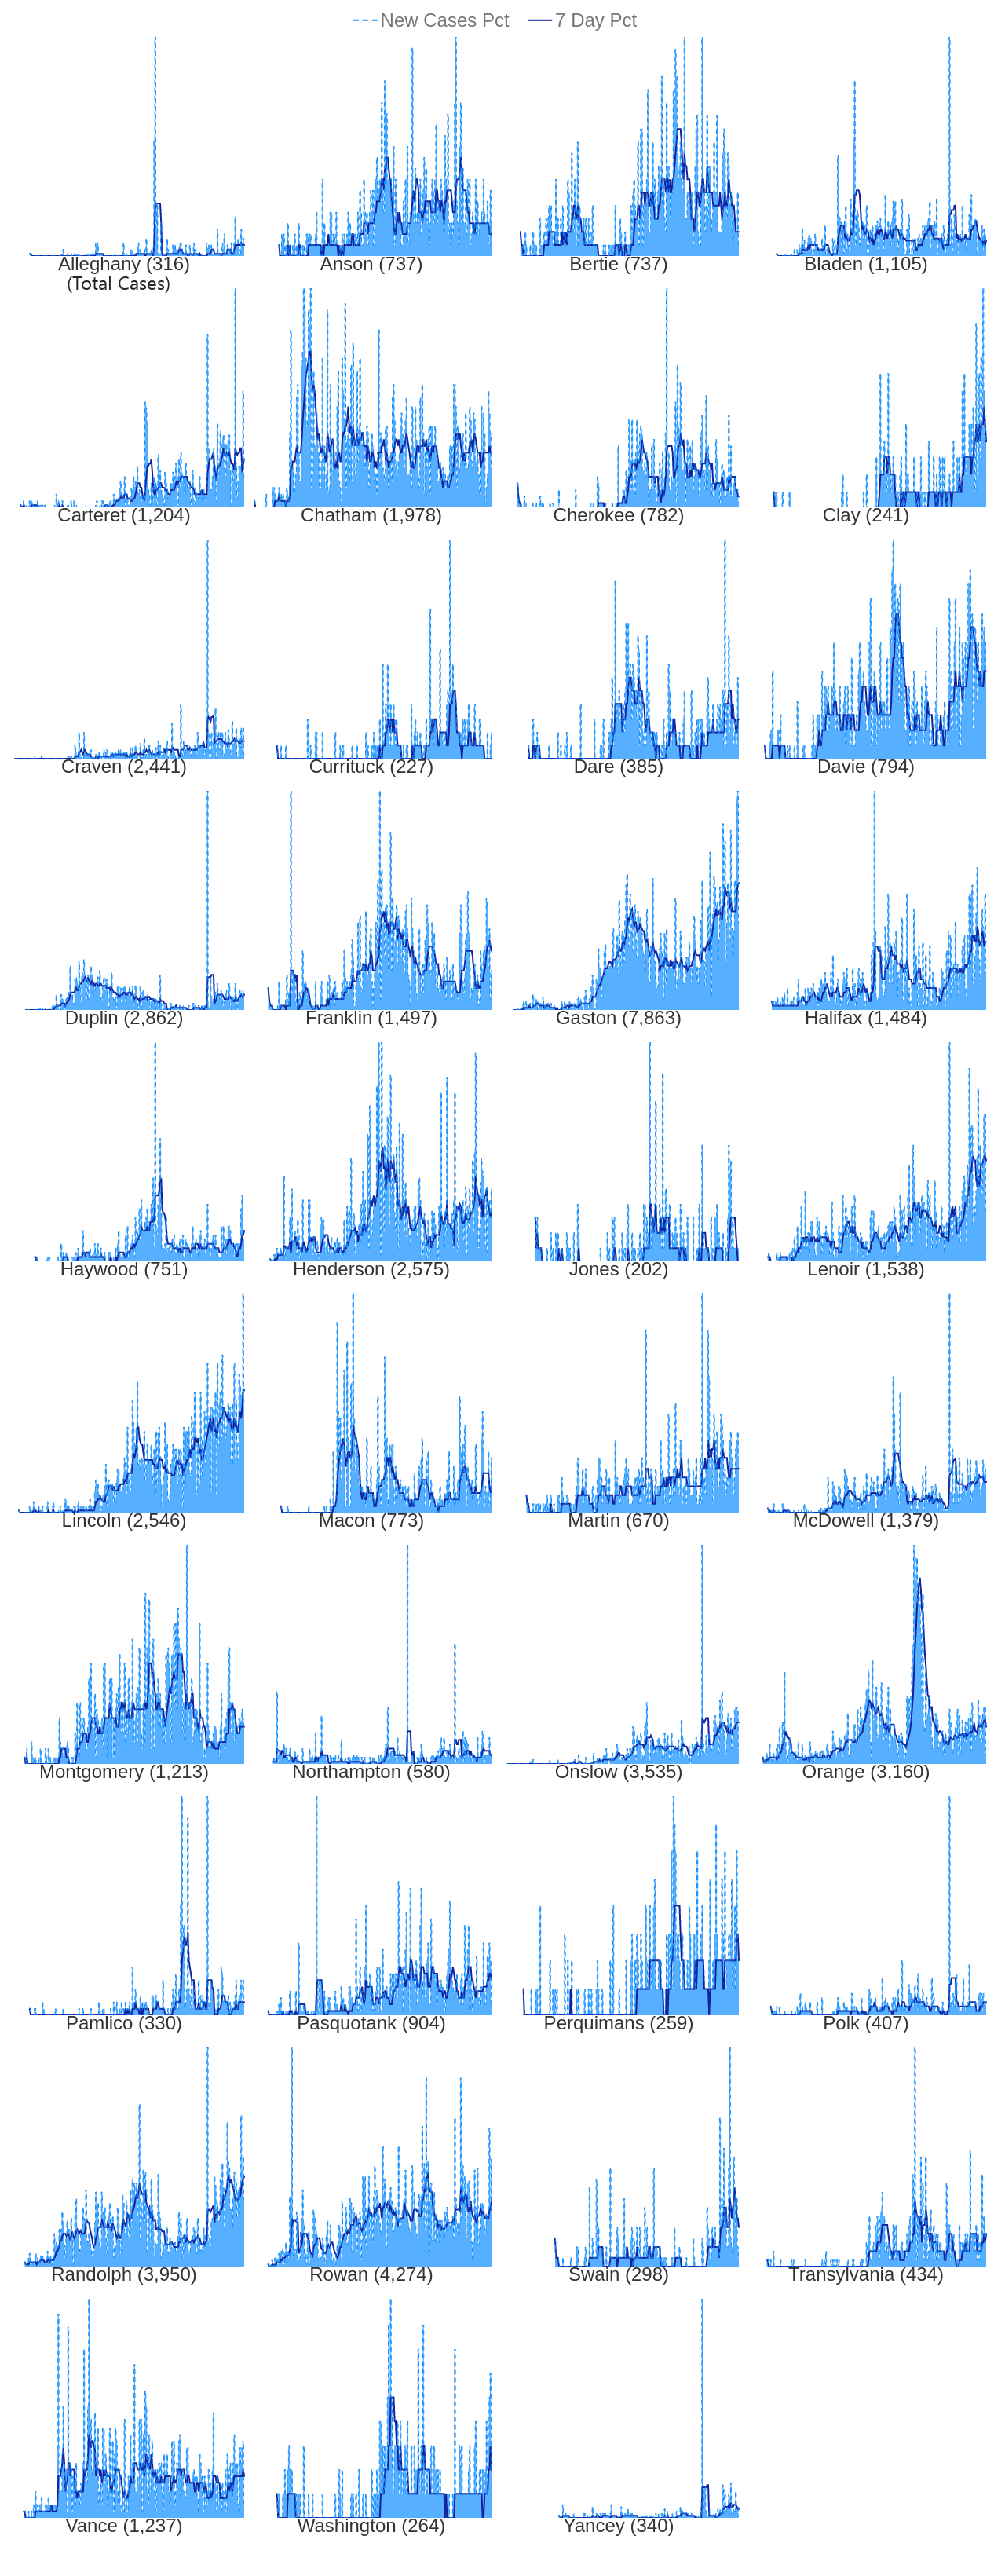 New Cases Pct 7 Day Pct
Alleghany (316) Anson (737) Bertie (737) Bladen (1,105)
(Total Cases)
Carteret (1,204) Chatham (1,978) Cherokee (782) Clay (241)
Craven (2,441) Currituck (227) Dare (385) Davie (794)
Duplin (2,862) Franklin (1,497) Gaston (7,863) Halifax (1,484)
Haywood (751) Henderson (2,575) Jones (202) Lenoir (1,538)
Lincoln (2,546) Macon (773) Martin (670) McDowell (1,379)
Montgomery (1,213) Northampton (580) Onslow (3,535) Orange (3,160)
Pamlico (330) Pasquotank (904) Perquimans (259) Polk (407)
Randolph (3,950) Rowan (4,274) Swain (298) Transylvania (434)
Vance (1,237) Washington (264) Yancey (340)